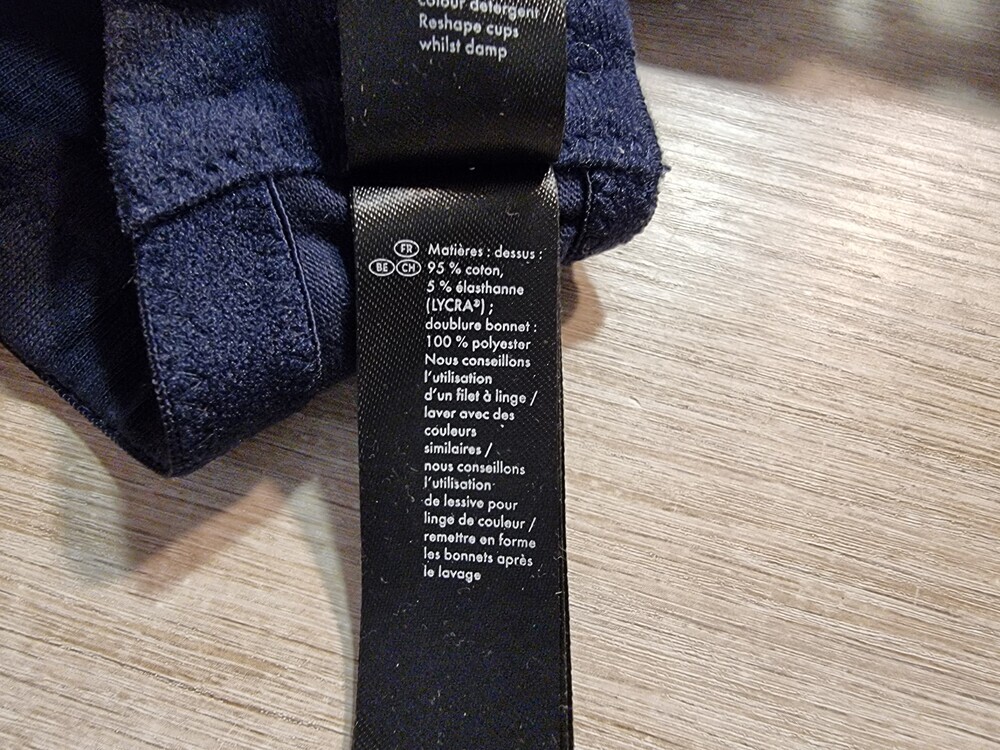 colour detergent
Reshape cups
whilst damp
FR Matières : dessus :
BE CH 95 % coton,
5 % élasthanne
(LYCRA®) ;
doublure bonnet :
100 % polyester
Nous conseillons
l'utilisation
d'un filet à linge /
laver avec des
couleurs
similaires /
nous conseillons
l'utilisation
de lessive pour
linge de couleur /
remettre en forme
les bonnets après
le lavage